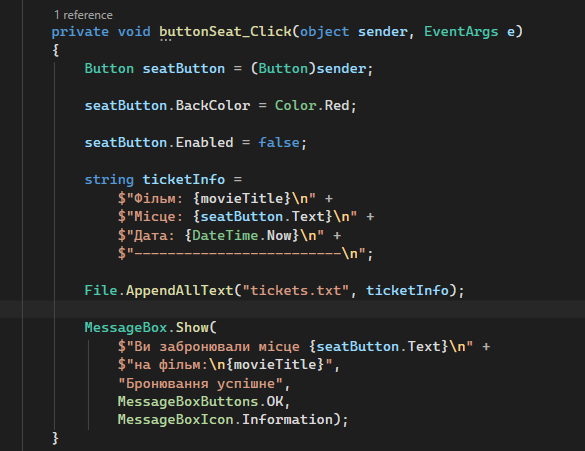 1 reference
private void buttonSeat_Click(object sender, EventArgs e)
{
Button seatButton = (Button)sender;
seatButton.BackColor = Color.Red;
seatButton.Enabled = false;
string ticketInfo =
$"Фільм: {movieTitle}\n" +
$"Місце: {seatButton.Text}\n" +
$"Дата: {DateTime.Now}\n" +
$"-------------------------\n";
File.AppendAllText("tickets.txt", ticketInfo);
MessageBox.Show(
$"Ви забронювали місце {seatButton.Text}\n" +
$"на фільм:\n{movieTitle}",
"Бронювання успішне",
MessageBoxButtons.OK,
MessageBoxIcon.Information);
}